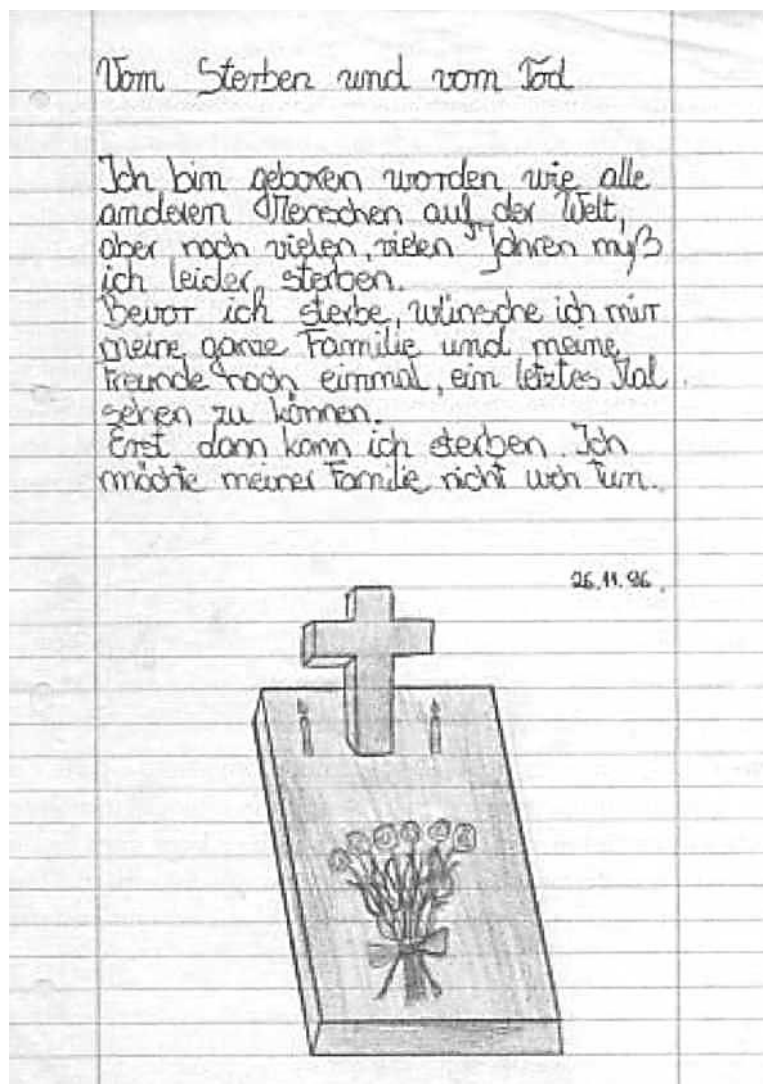 Vom Sterben und vom Tod
Ich bin geboren worden wie alle
anderen Menschen auf der Welt,
aber nach vielen, vielen Jahren muß
ich leider sterben.
Bevor ich sterbe, wünsche ich mir
meine ganze Familie und meine
Freunde noch einmal, ein letztes Mal
sehen zu können.
Erst dann kann ich sterben. Ich
möchte meiner Familie nicht weh tun.
26.11.96.